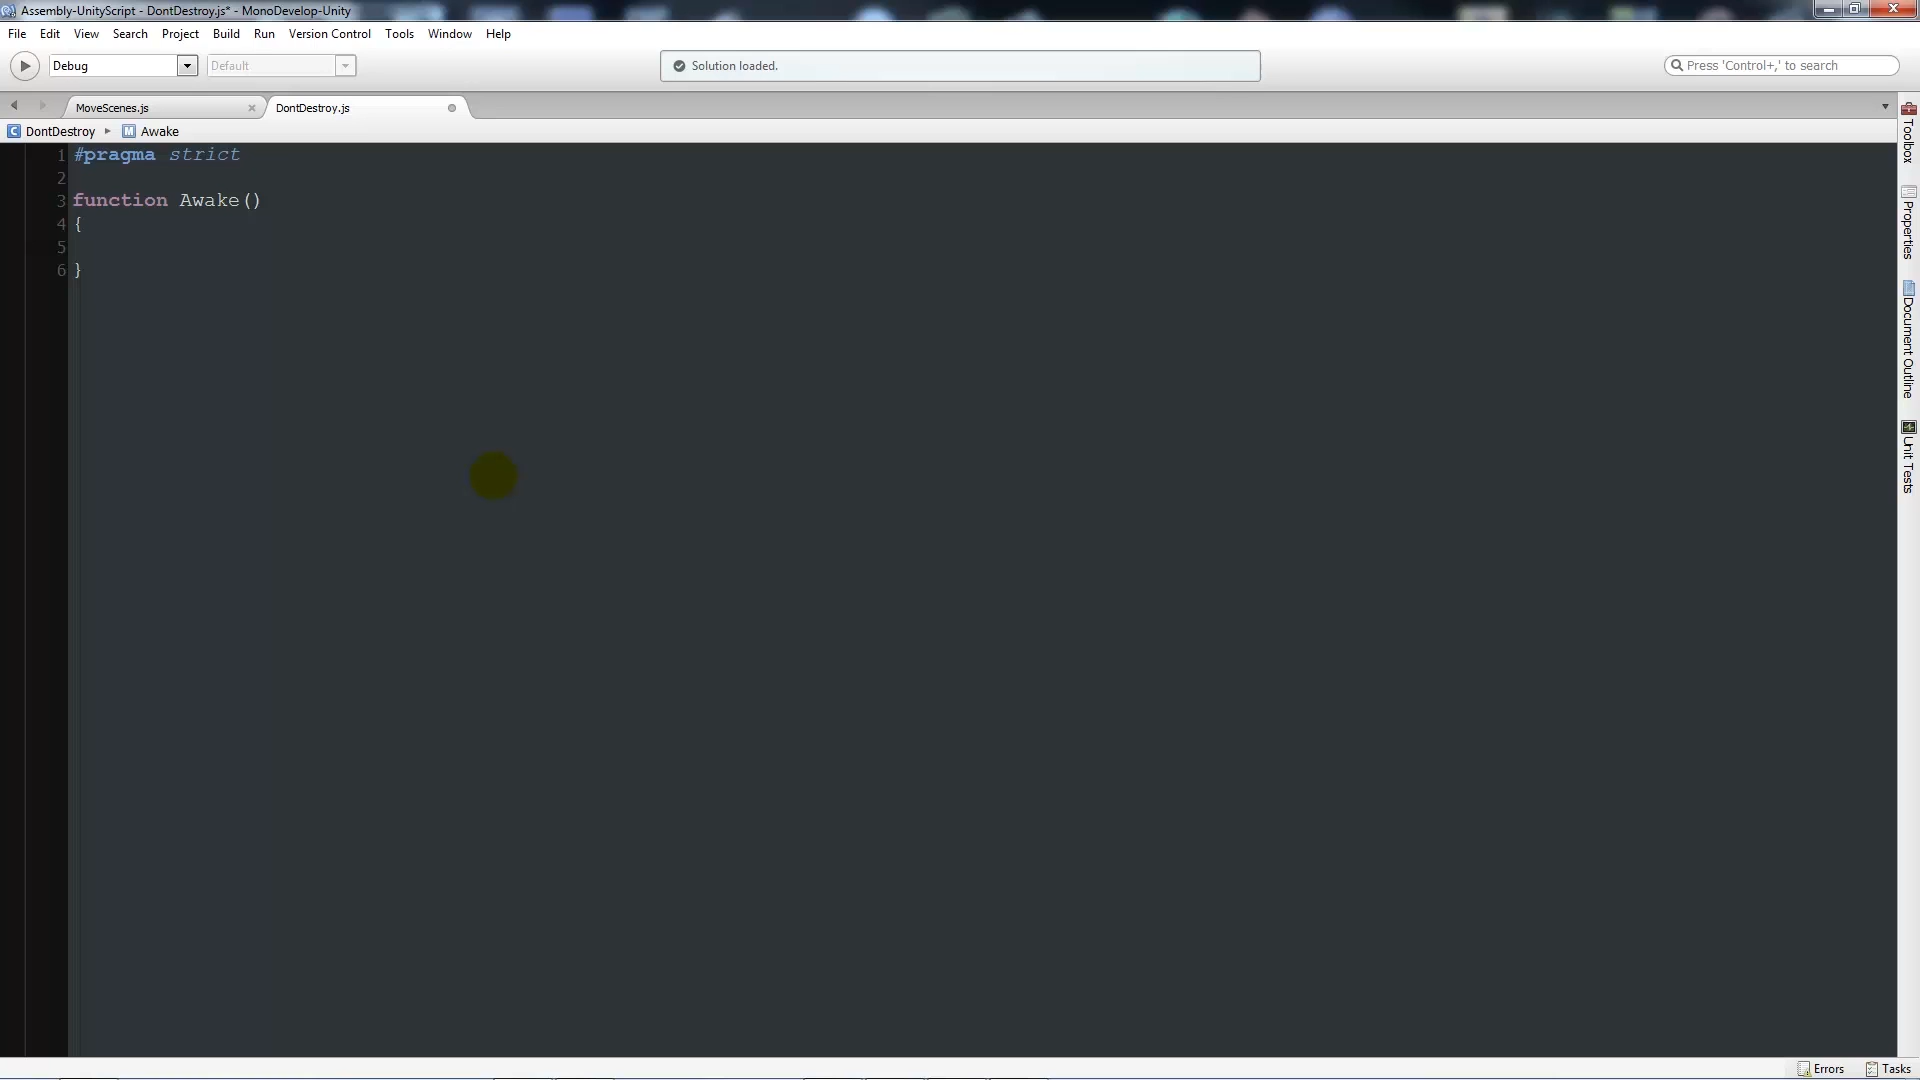 Assembly-UnityScript - DontDestroy.js* - MonoDevelop-Unity
File Edit View Search Project Build Run Version Control Tools Window Help
Debug Default Solution loaded. Press 'Control+,' to search
MoveScenes.js DontDestroy.js
DontDestroy Awake
1 #pragma strict
2
3 function Awake()
4 {
5
6 }
Toolbox
Properties
Document Outline
Unit Tests
Errors Tasks